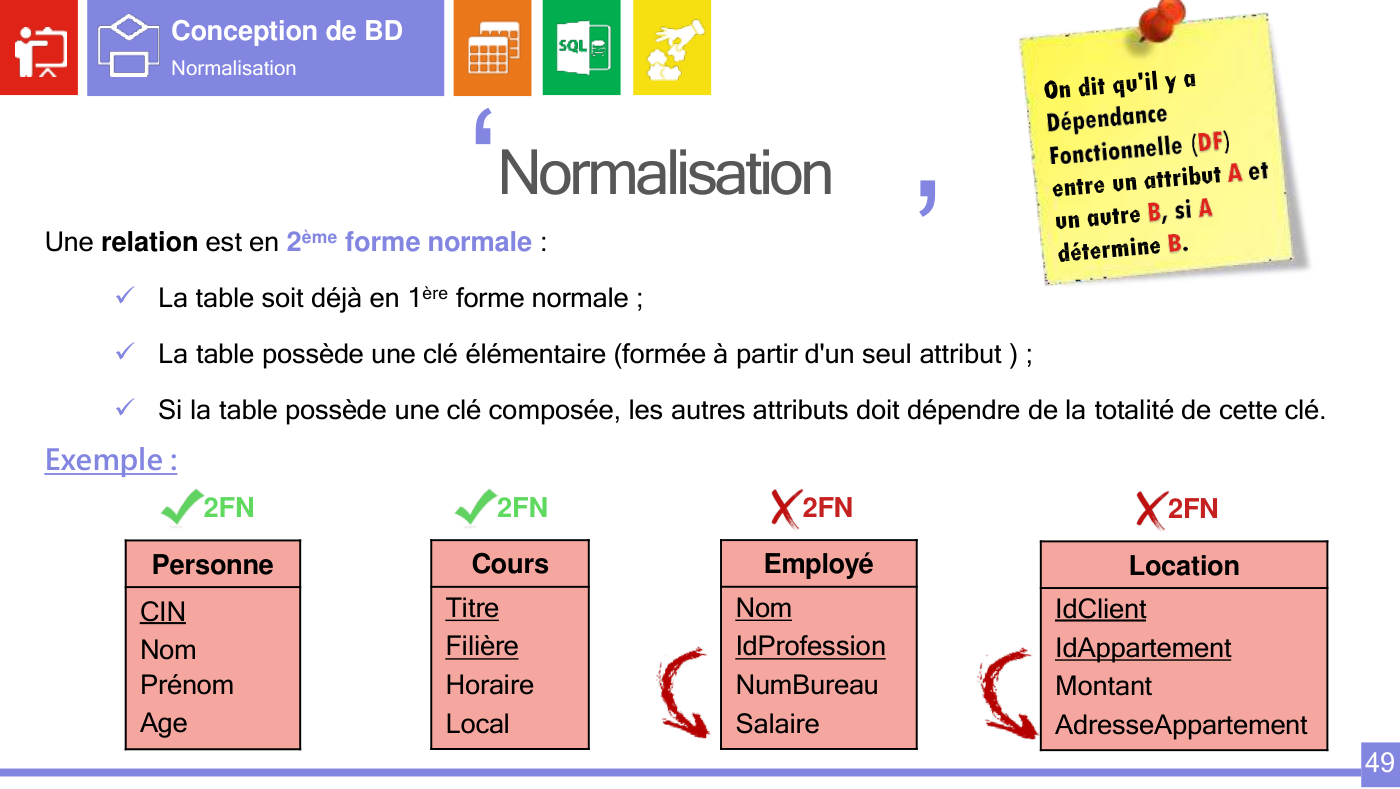 Conception de BD
Normalisation
SQL
On dit qu'il y a
Dépendance
Fonctionnelle (DF)
entre un attribut A et
un autre B, si A
détermine B.
‘Normalisation’
Une relation est en 2ème forme normale :
✓ La table soit déjà en 1ère forme normale ;
✓ La table possède une clé élémentaire (formée à partir d'un seul attribut ) ;
✓ Si la table possède une clé composée, les autres attributs doit dépendre de la totalité de cette clé.
Exemple :
2FN
2FN
2FN
2FN
Personne
CIN
Nom
Prénom
Age
Cours
Titre
Filière
Horaire
Local
Employé
Nom
IdProfession
NumBureau
Salaire
Location
IdClient
IdAppartement
Montant
AdresseAppartement
49